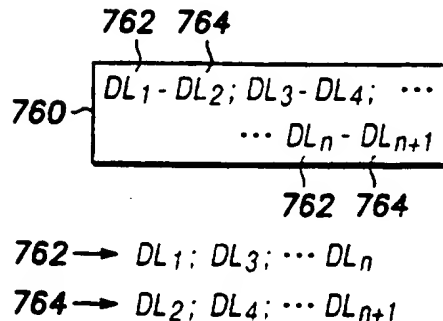 762 764
760 DL₁ - DL₂; DL₃ - DL₄; ···
··· DLₙ - DLₙ₊₁
762 764
762 → DL₁; DL₃; ··· DLₙ
764 → DL₂; DL₄; ··· DLₙ₊₁